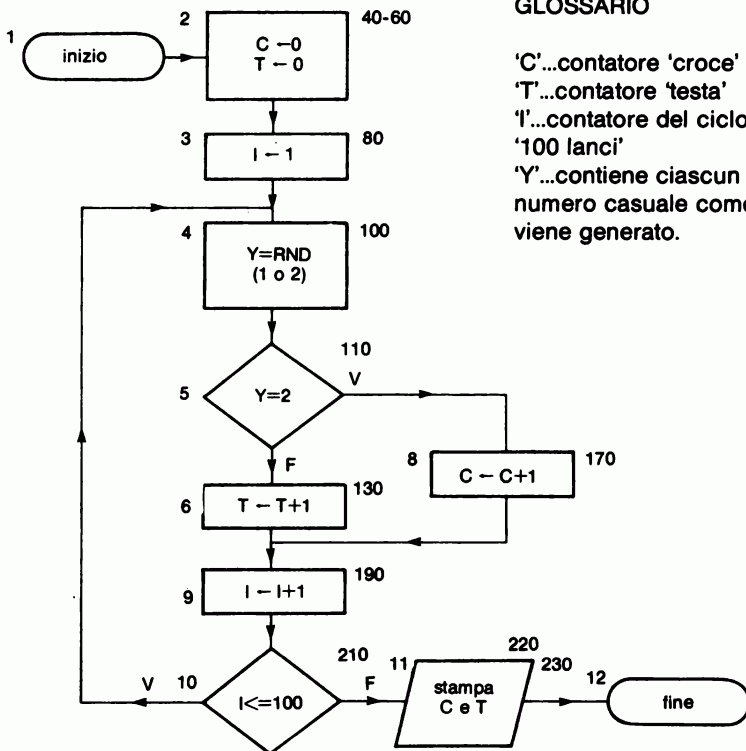 GLOSSARIO
1
inizio
2
40-60
C ←0
T ← 0
'C'...contatore 'croce'
'T'...contatore 'testa'
'I'...contatore del ciclo
'100 lanci'
'Y'...contiene ciascun
numero casuale come
viene generato.
3
80
I ← 1
4
100
Y=RND
(1 o 2)
110
5
Y=2
V
F
8
170
C ← C+1
130
6
T ← T+1
190
9
I ← I+1
210
V
10
I<=100
F
11
220
230
stampa
C e T
12
fine